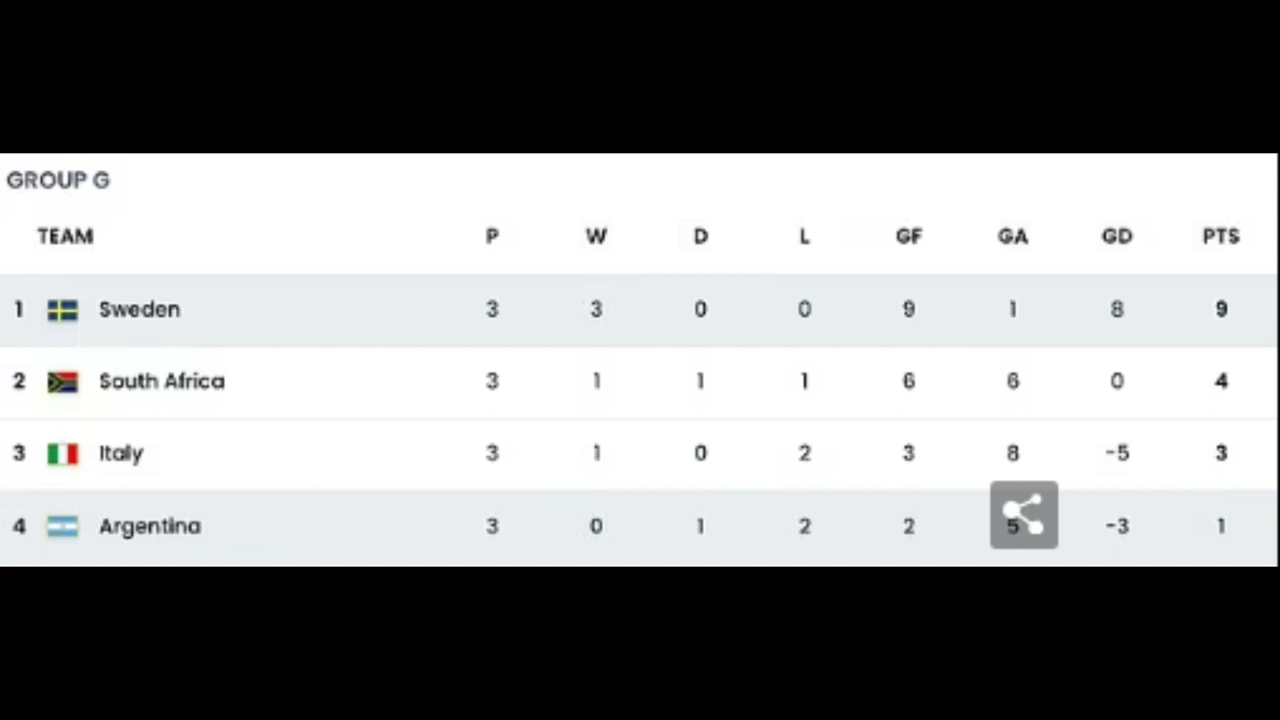 GROUP G
TEAM P W D L GF GA GD PTS
1 Sweden 3 3 0 0 9 1 8 9
2 South Africa 3 1 1 1 6 6 0 4
3 Italy 3 1 0 2 3 8 -5 3
4 Argentina 3 0 1 2 2 5 -3 1